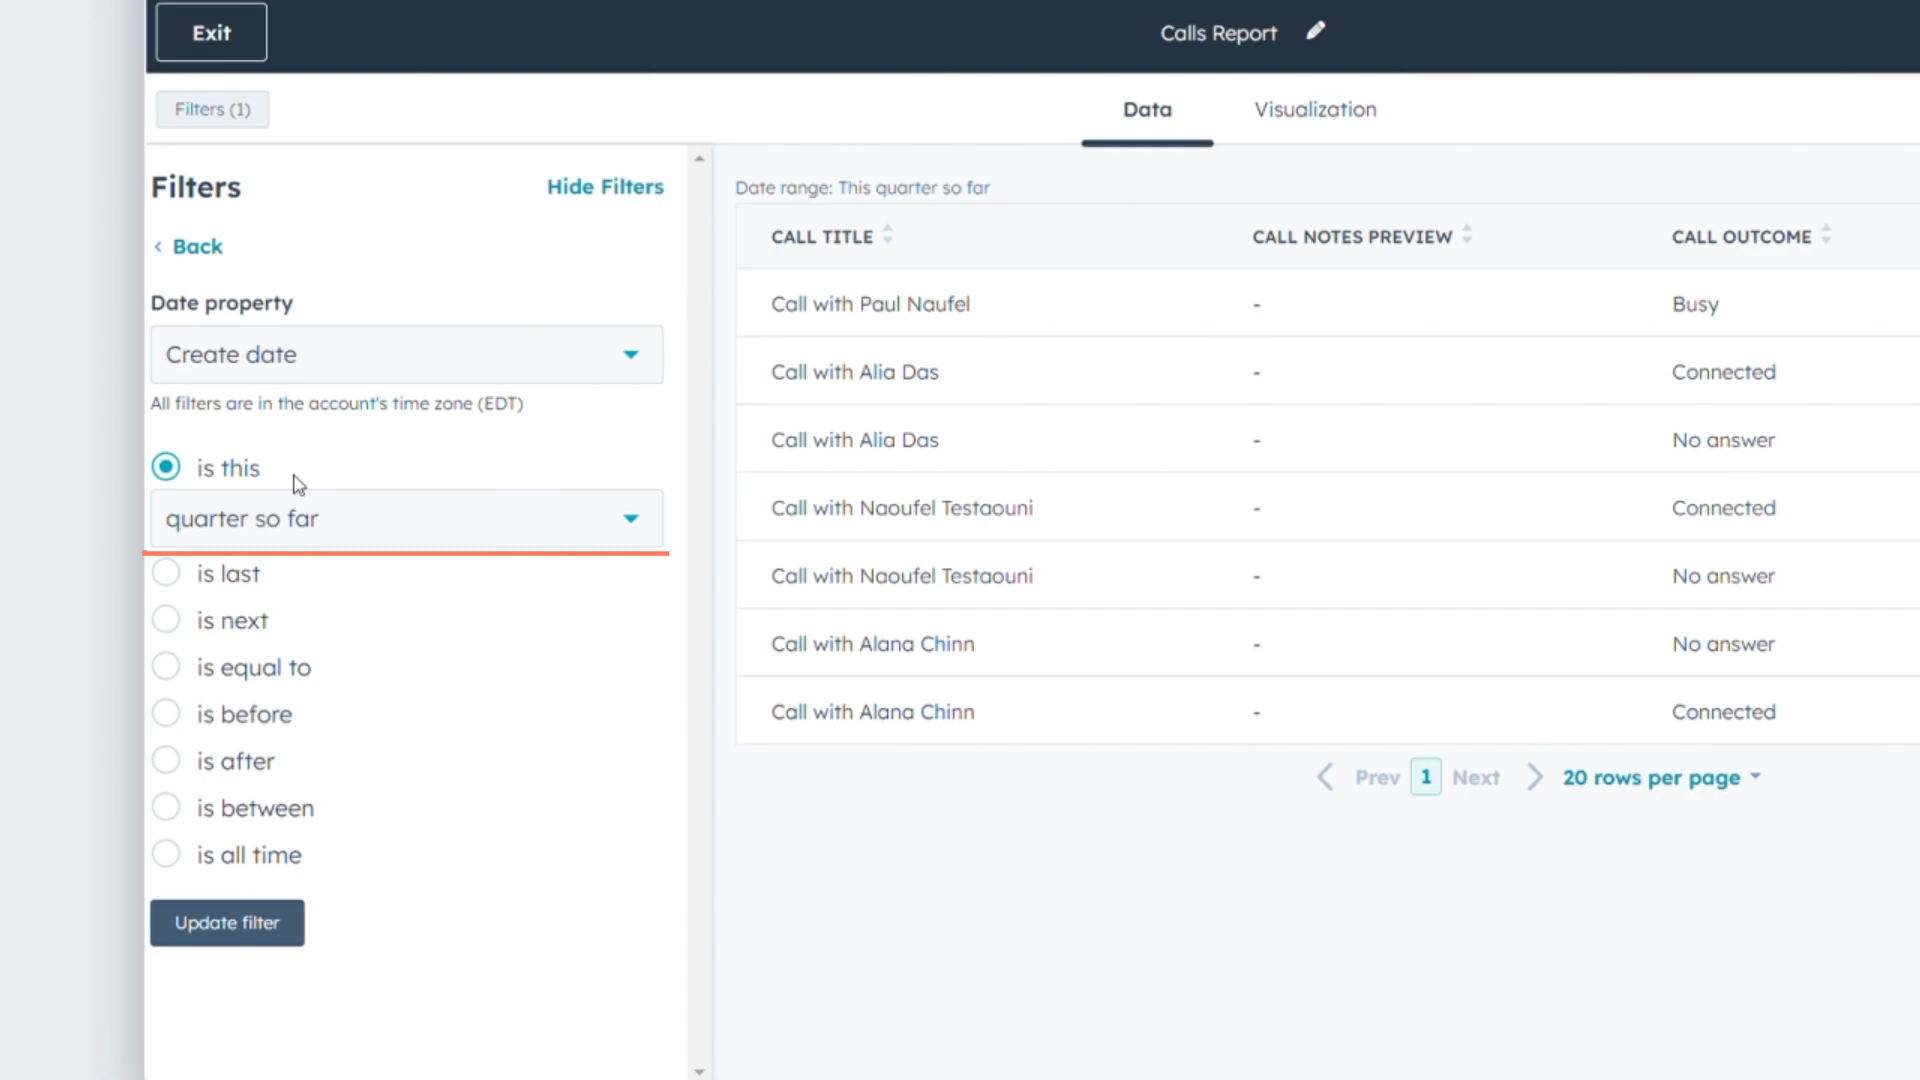 Exit
Calls Report
Filters (1)
Data
Visualization
Filters
Hide Filters
Back
Date property
Create date
All filters are in the account's time zone (EDT)
is this
quarter so far
is last
is next
is equal to
is before
is after
is between
is all time
Update filter
Date range: This quarter so far
CALL TITLE CALL NOTES PREVIEW CALL OUTCOME
Call with Paul Naufel - Busy
Call with Alia Das - Connected
Call with Alia Das - No answer
Call with Naoufel Testaouni - Connected
Call with Naoufel Testaouni - No answer
Call with Alana Chinn - No answer
Call with Alana Chinn - Connected
Prev 1 Next 20 rows per page